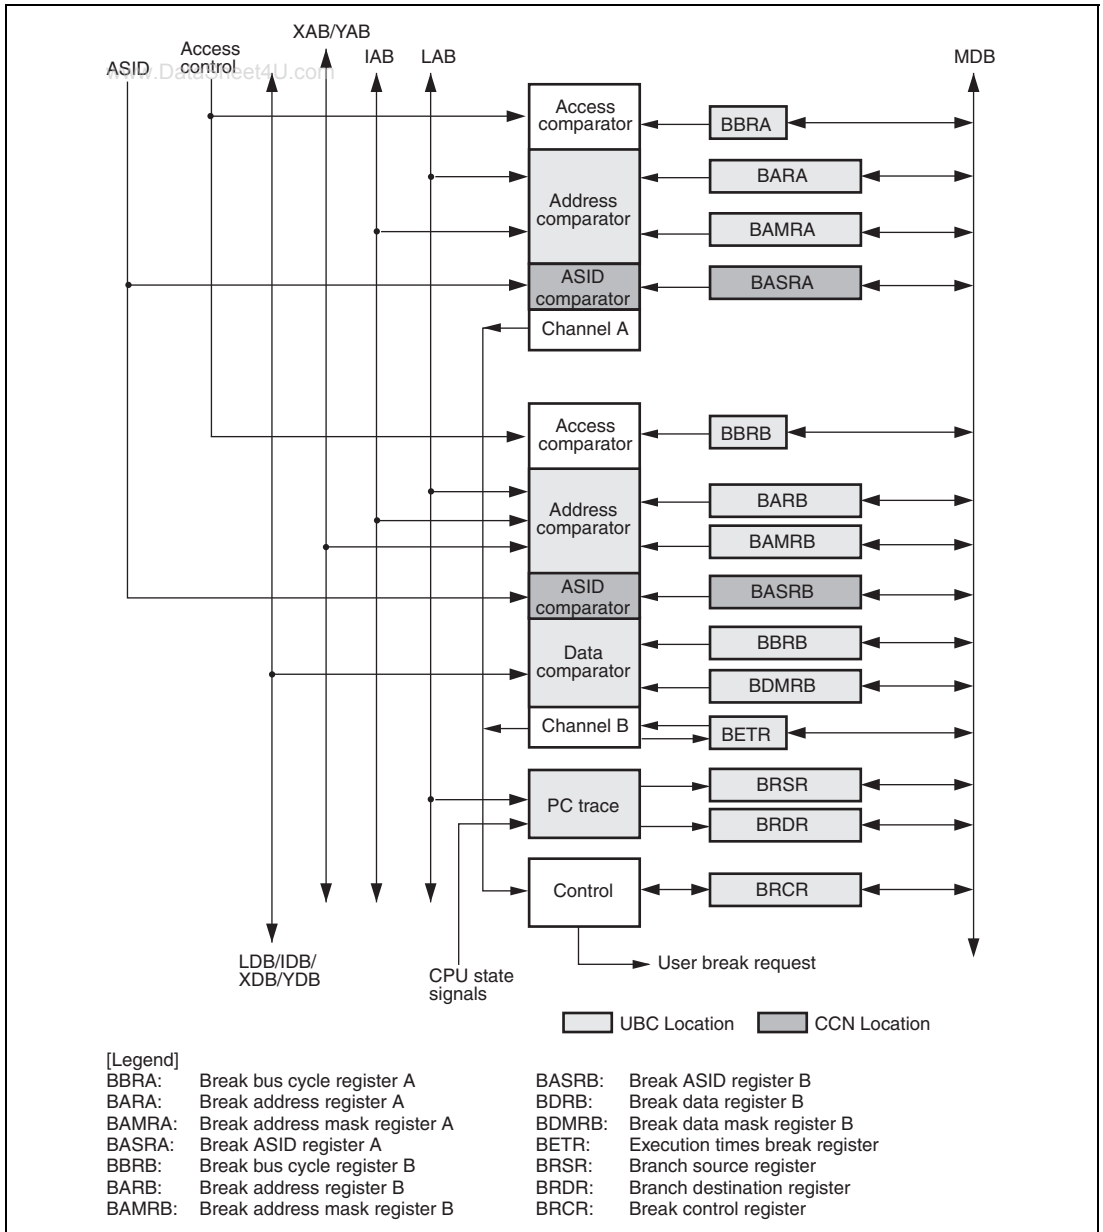 XAB/YAB
Access
control
ASID
IAB
LAB
MDB
www.DataSheet4U.com
Access
comparator
BBRA
Address
comparator
BARA
BAMRA
ASID
comparator
BASRA
Channel A
Access
comparator
BBRB
Address
comparator
BARB
BAMRB
ASID
comparator
BASRB
Data
comparator
BBRB
BDMRB
Channel B
BETR
PC trace
BRSR
BRDR
Control
BRCR
LDB/IDB/
XDB/YDB
CPU state
signals
User break request
UBC Location
CCN Location
[Legend]
BBRA: Break bus cycle register A
BARA: Break address register A
BAMRA: Break address mask register A
BASRA: Break ASID register A
BBRB: Break bus cycle register B
BARB: Break address register B
BAMRB: Break address mask register B
BASRB: Break ASID register B
BDRB: Break data register B
BDMRB: Break data mask register B
BETR: Execution times break register
BRSR: Branch source register
BRDR: Branch destination register
BRCR: Break control register